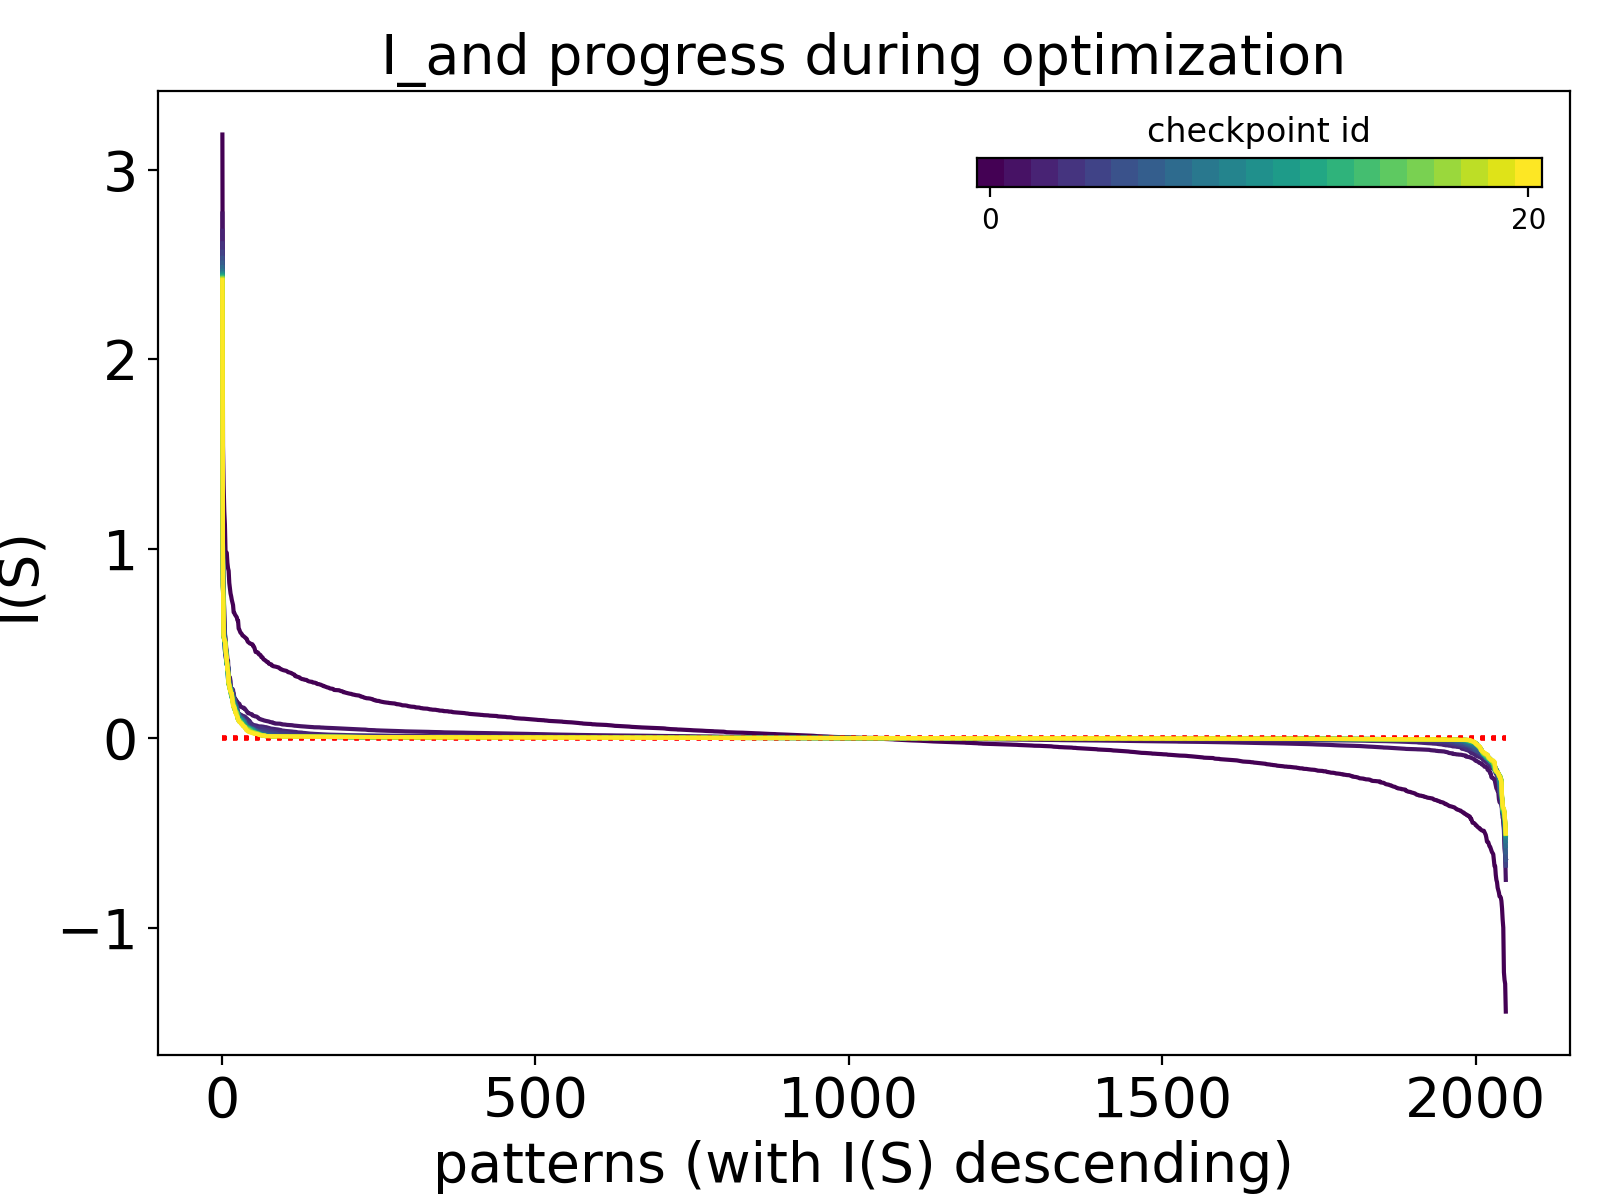 I_and progress during optimization
checkpoint id
0 20
3
2
1
0
−1
I(S)
0 500 1000 1500 2000
patterns (with I(S) descending)